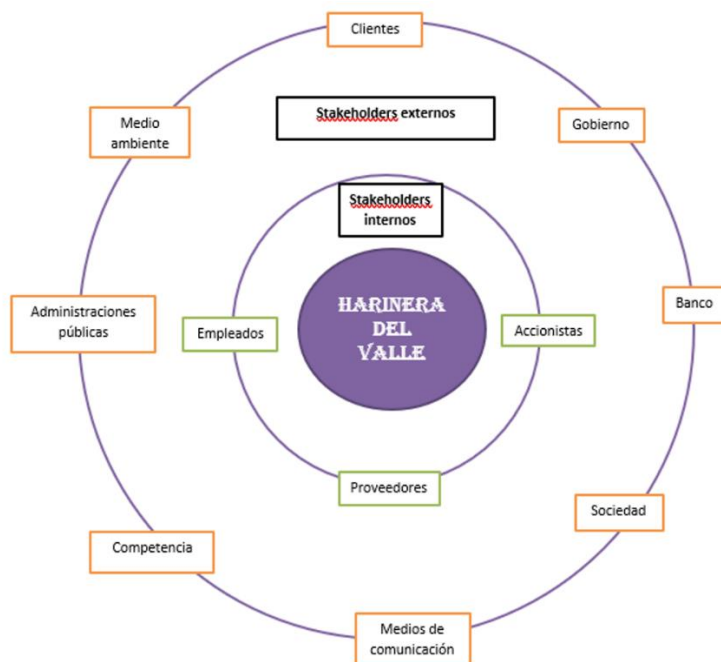 Clientes
Stakeholders externos
Medio
ambiente
Gobierno
Stakeholders
internos
HARINERA
DEL
VALLE
Administraciones
públicas
Empleados
Accionistas
Banco
Proveedores
Sociedad
Competencia
Medios de
comunicación